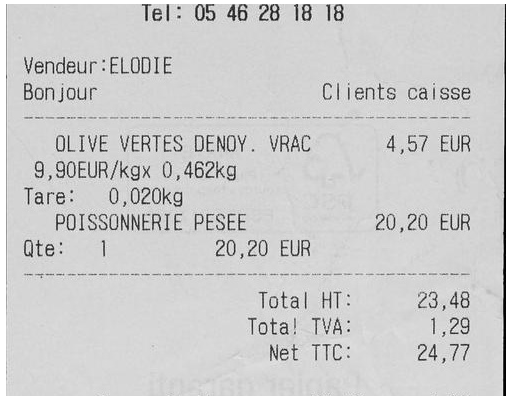 Tel: 05 46 28 18 18
Vendeur:ELODIE
Bonjour Clients caisse
OLIVE VERTES DENOY. VRAC 4,57 EUR
9,90EUR/kgx 0,462kg
Tare: 0,020kg
POISSONNERIE PESEE 20,20 EUR
Qte: 1 20,20 EUR
Total HT: 23,48
Total TVA: 1,29
Net TTC: 24,77